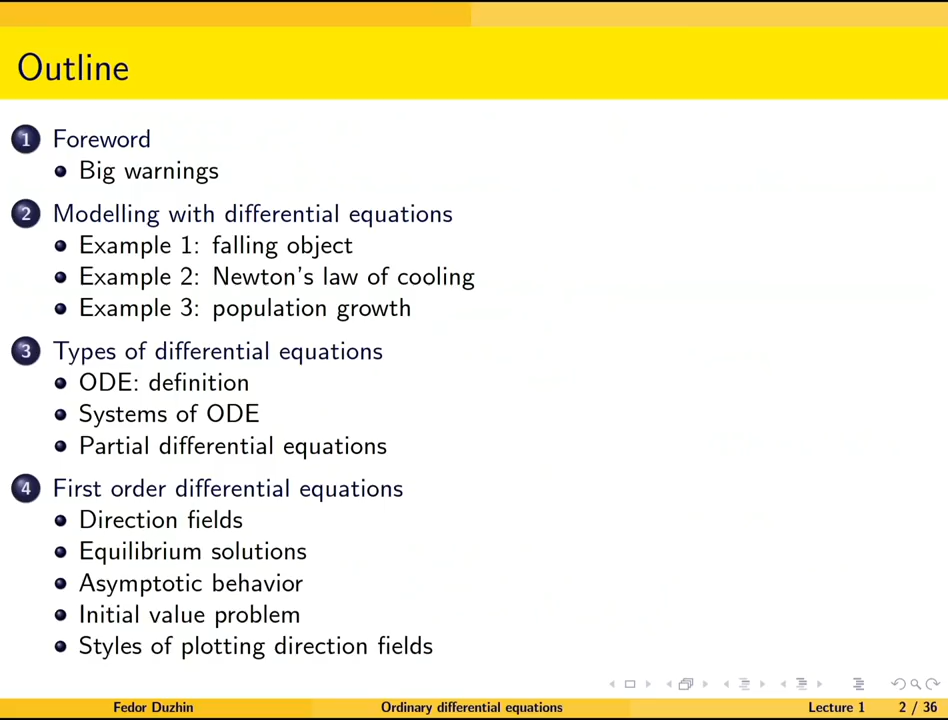 Outline
1 Foreword
• Big warnings
2 Modelling with differential equations
• Example 1: falling object
• Example 2: Newton's law of cooling
• Example 3: population growth
3 Types of differential equations
• ODE: definition
• Systems of ODE
• Partial differential equations
4 First order differential equations
• Direction fields
• Equilibrium solutions
• Asymptotic behavior
• Initial value problem
• Styles of plotting direction fields
Fedor Duzhin Ordinary differential equations Lecture 1 2 / 36